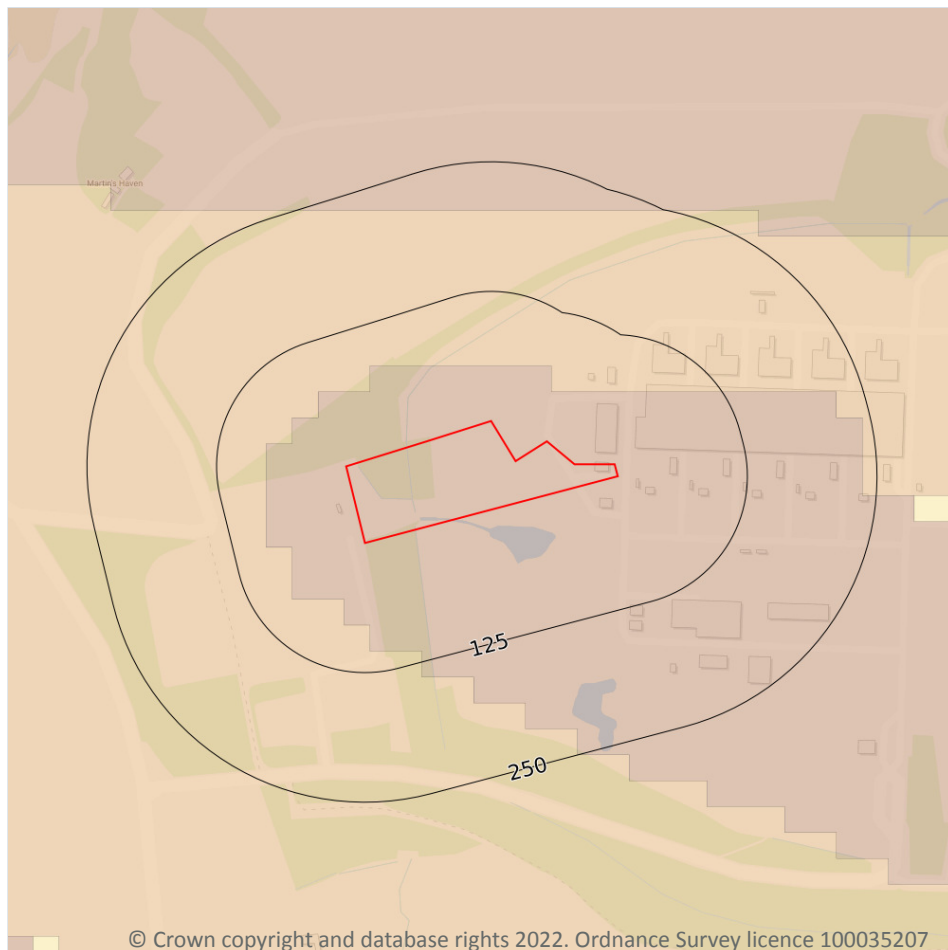 Martins Haven
125
250
© Crown copyright and database rights 2022. Ordnance Survey licence 100035207